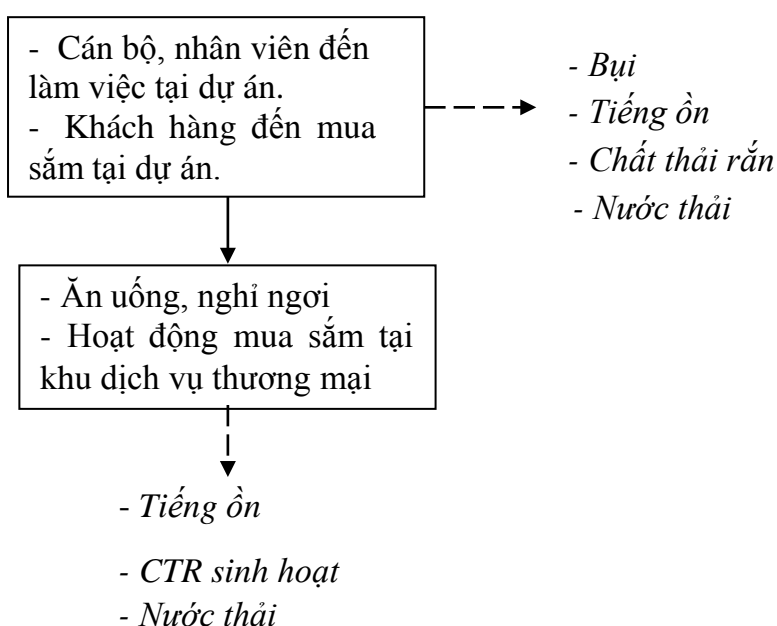 - Cán bộ, nhân viên đến
làm việc tại dự án.
- Khách hàng đến mua
sắm tại dự án.
- Bụi
- Tiếng ồn
- Chất thải rắn
- Nước thải
- Ăn uống, nghỉ ngơi
- Hoạt động mua sắm tại
khu dịch vụ thương mại
- Tiếng ồn
- CTR sinh hoạt
- Nước thải